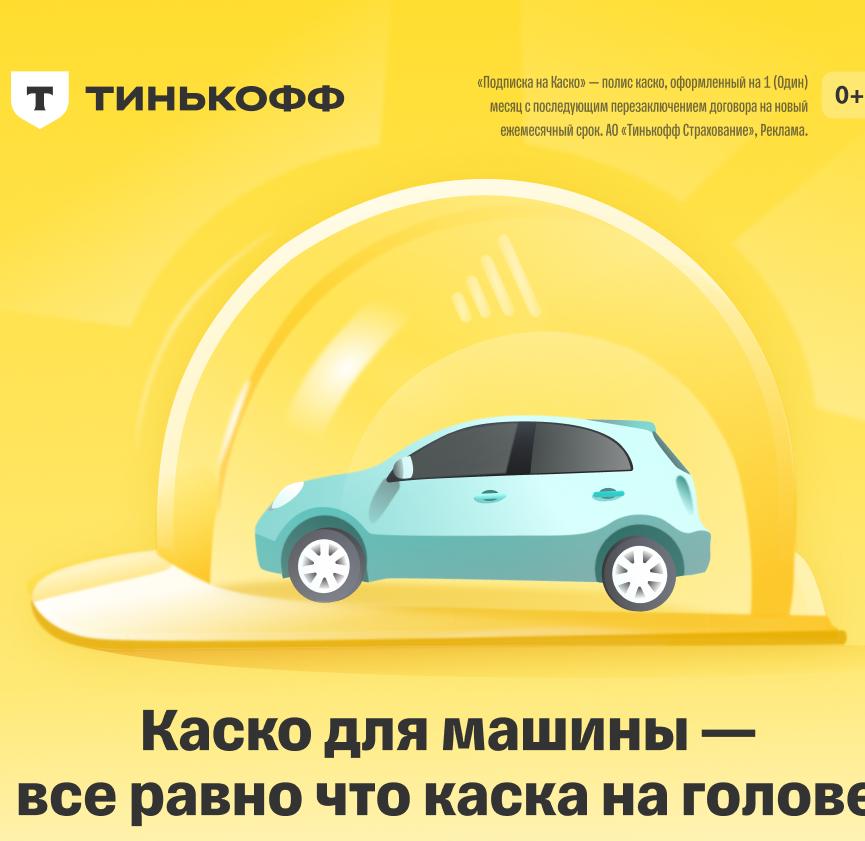 Т ТИНЬКОФФ
«Подписка на Каско» — полис каско, оформленный на 1 (Один)
месяц с последующим перезаключением договора на новый
ежемесячный срок. АО «Тинькофф Страхование», Реклама.
0+
Каско для машины —
все равно что каска на голове